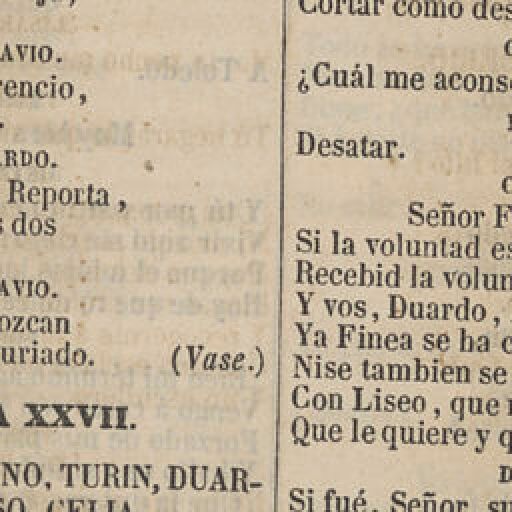 AVIO.
rencio,
ARDO.
Reporta,
s dos
AVIO.
ozcan
uriado. (Vase.)
A XXVII.
NO, TURIN, DUAR-
SO, CELIA
Cortar como des
¿Cuál me acons
Desatar.
Señor F
Si la voluntad es
Recebid la volun
Y vos, Duardo,
Ya Finea se ha c
Nise tambien se
Con Liseo, que
Que le quiere y q
D
Si fué, Señor, su